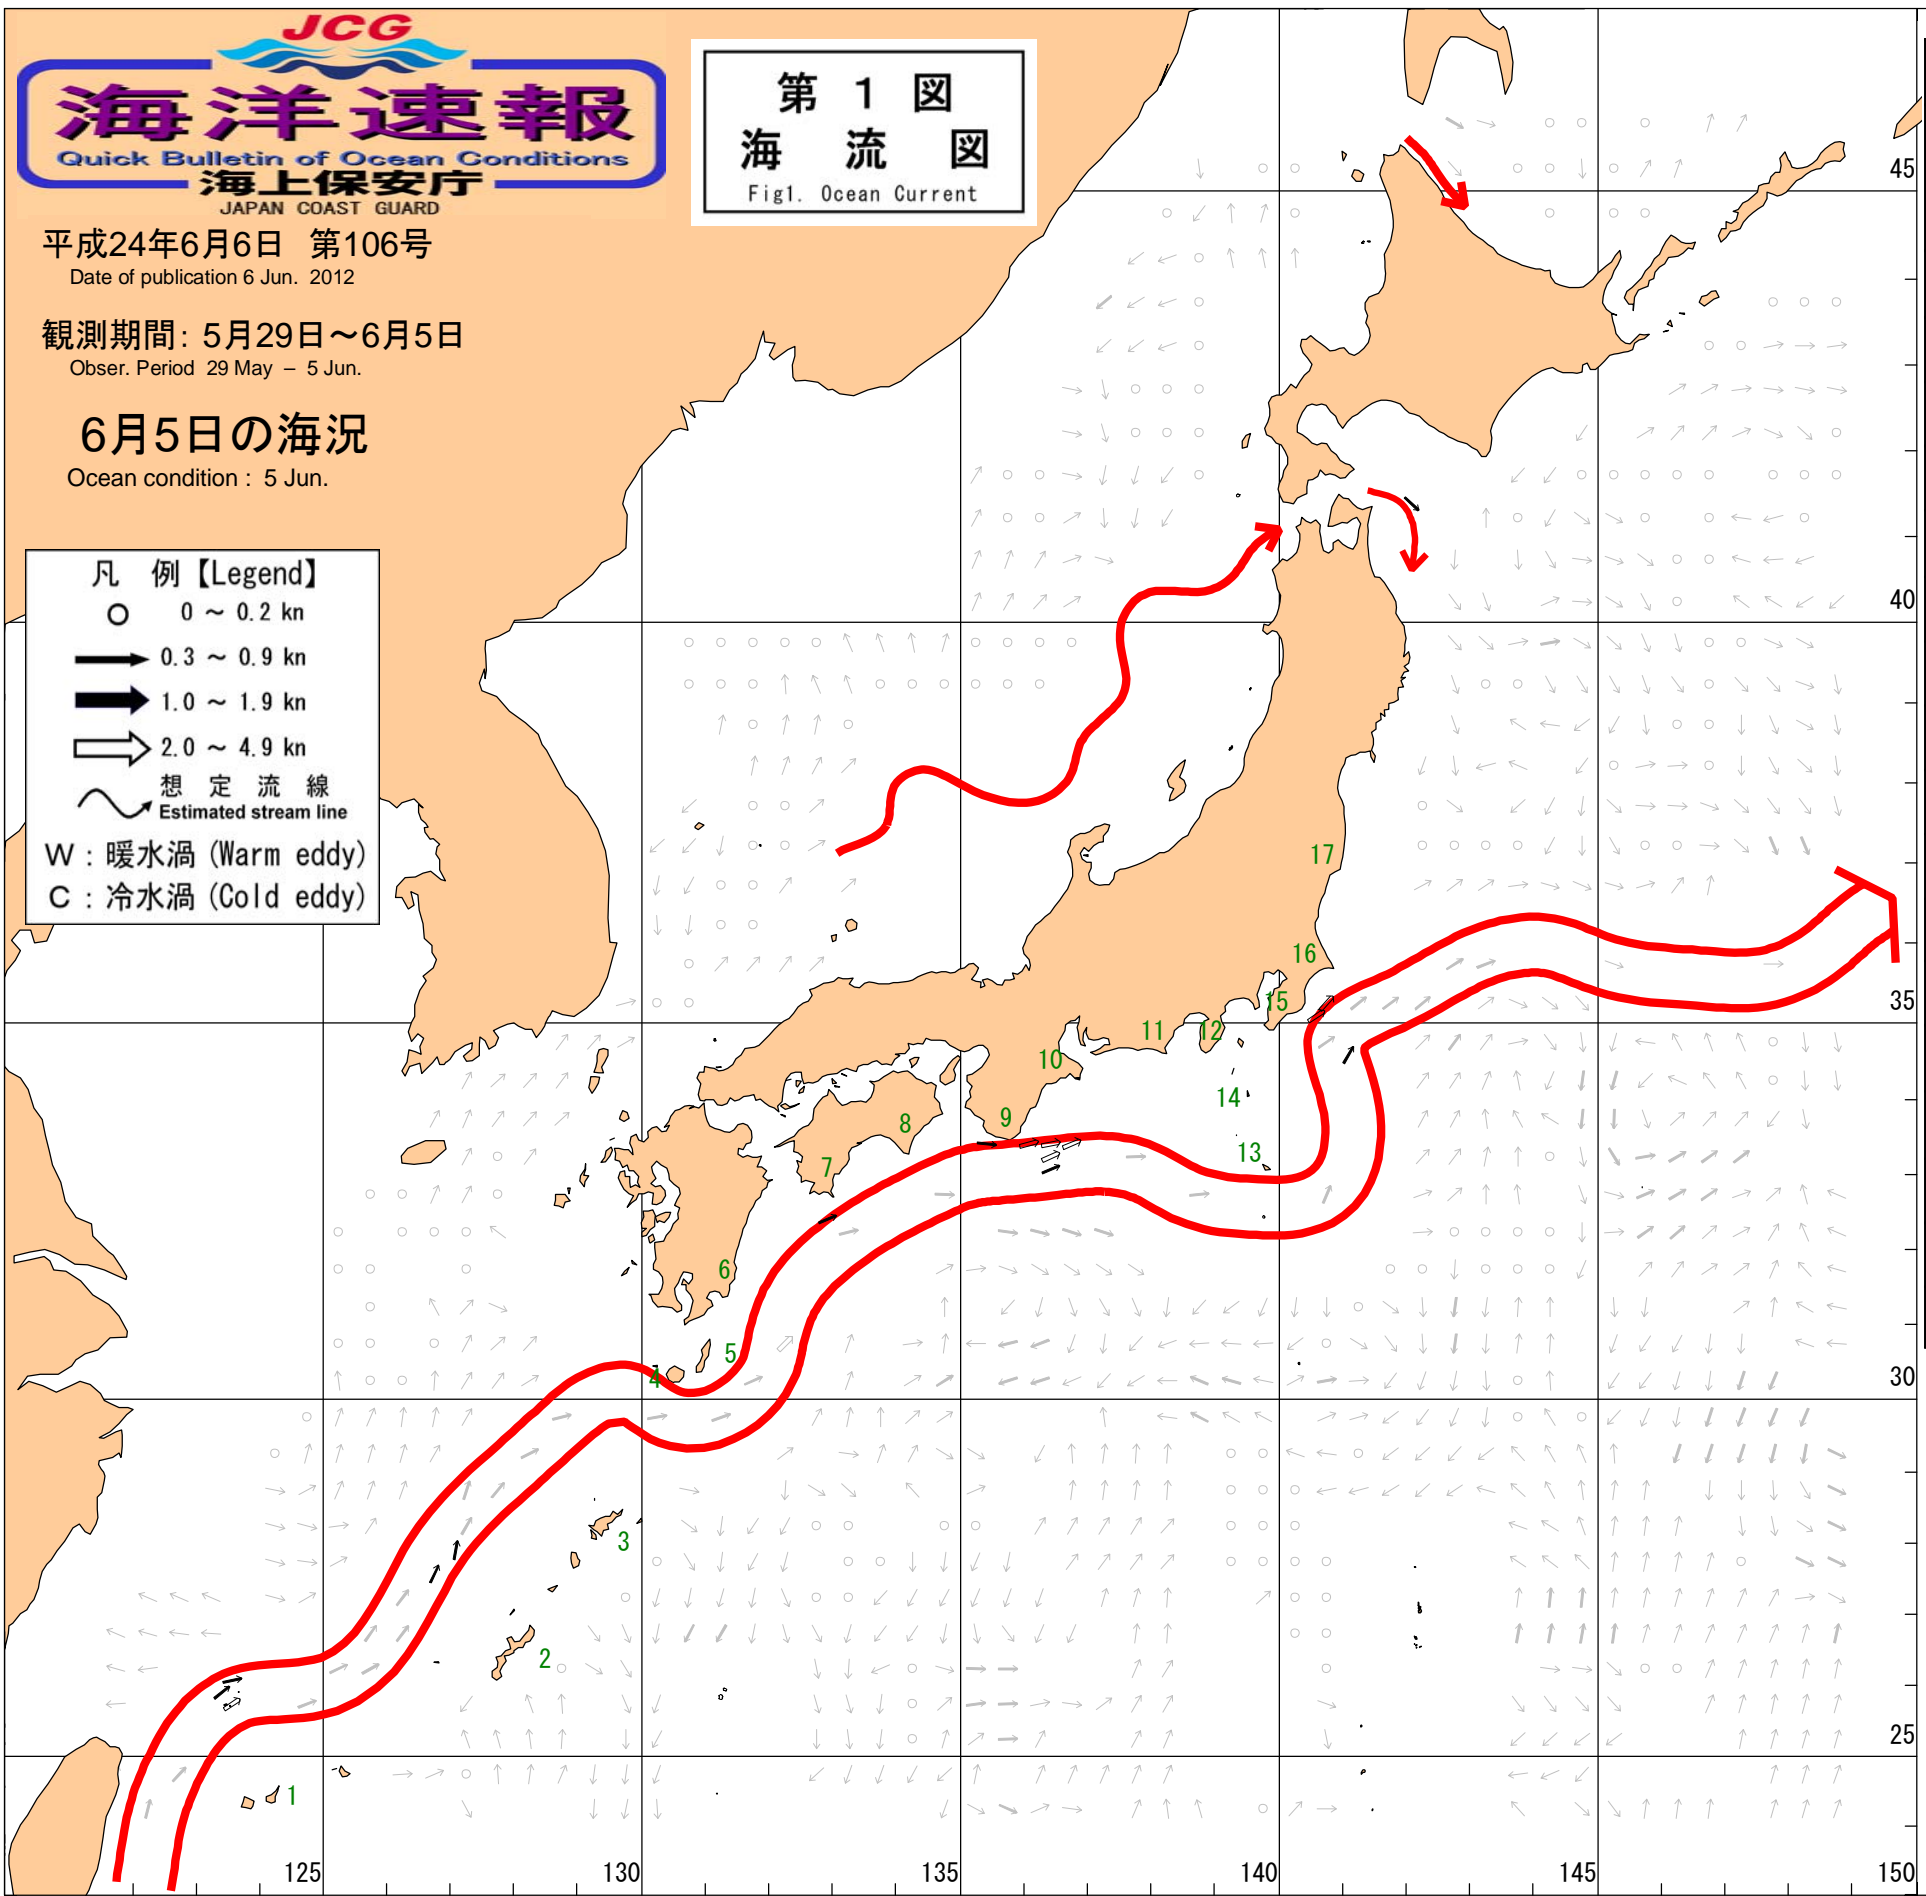 JCG
海洋速報
Quick Bulletin of Ocean Conditions
海上保安庁
JAPAN COAST GUARD
第 1 図
海 流 図
Fig1. Ocean Current
平成24年6月6日 第106号
Date of publication 6 Jun. 2012
観測期間: 5月29日～6月5日
Obser. Period 29 May – 5 Jun.
6月5日の海況
Ocean condition : 5 Jun.
凡 例【Legend】
0 ～ 0.2 kn
0.3 ～ 0.9 kn
1.0 ～ 1.9 kn
2.0 ～ 4.9 kn
想 定 流 線
Estimated stream line
W : 暖水渦 (Warm eddy)
C : 冷水渦 (Cold eddy)
45
40
35
30
25
17
16
15
12
11
10
14
9
8
13
7
6
5
4
3
2
1
125
130
135
140
145
150